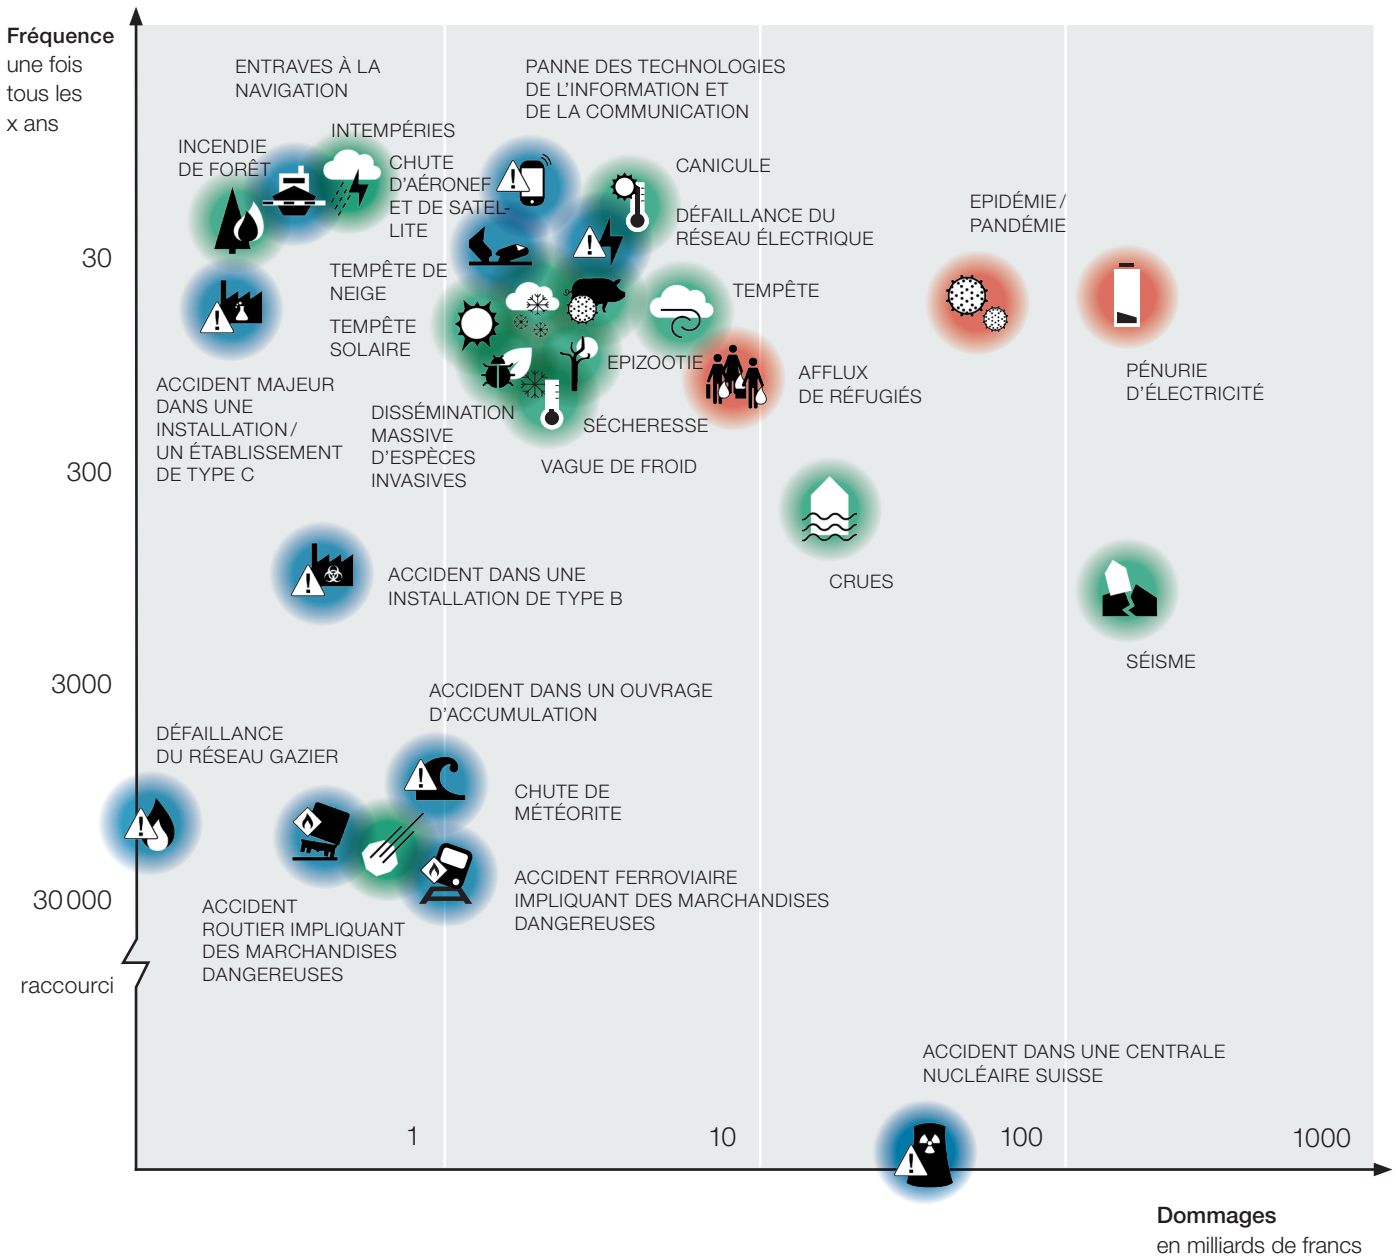 Fréquence
une fois
tous les
x ans
ENTRAVES À LA
NAVIGATION
PANNE DES TECHNOLOGIES
DE L'INFORMATION ET
DE LA COMMUNICATION
INTEMPÉRIES
INCENDIE
DE FORÊT
CHUTE
D'AÉRONEF
ET DE SATEL-
LITE
CANICULE
DÉFAILLANCE DU
RÉSEAU ÉLECTRIQUE
EPIDÉMIE/
PANDÉMIE
30
TEMPÊTE DE
NEIGE
TEMPÊTE
TEMPÊTE
SOLAIRE
EPIZOOTIE
AFFLUX
DE RÉFUGIÉS
PÉNURIE
D'ÉLECTRICITÉ
ACCIDENT MAJEUR
DANS UNE
INSTALLATION/
UN ÉTABLISSEMENT
DE TYPE C
DISSÉMINATION
MASSIVE
D'ESPÈCES
INVASIVES
SÉCHERESSE
VAGUE DE FROID
300
CRUES
ACCIDENT DANS UNE
INSTALLATION DE TYPE B
SÉISME
3000
ACCIDENT DANS UN OUVRAGE
D'ACCUMULATION
DÉFAILLANCE
DU RÉSEAU GAZIER
CHUTE DE
MÉTÉORITE
ACCIDENT FERROVIAIRE
IMPLIQUANT DES MARCHANDISES
DANGEREUSES
30 000
ACCIDENT
ROUTIER IMPLIQUANT
DES MARCHANDISES
DANGEREUSES
raccourci
ACCIDENT DANS UNE CENTRALE
NUCLÉAIRE SUISSE
1
10
100
1000
Dommages
en milliards de francs